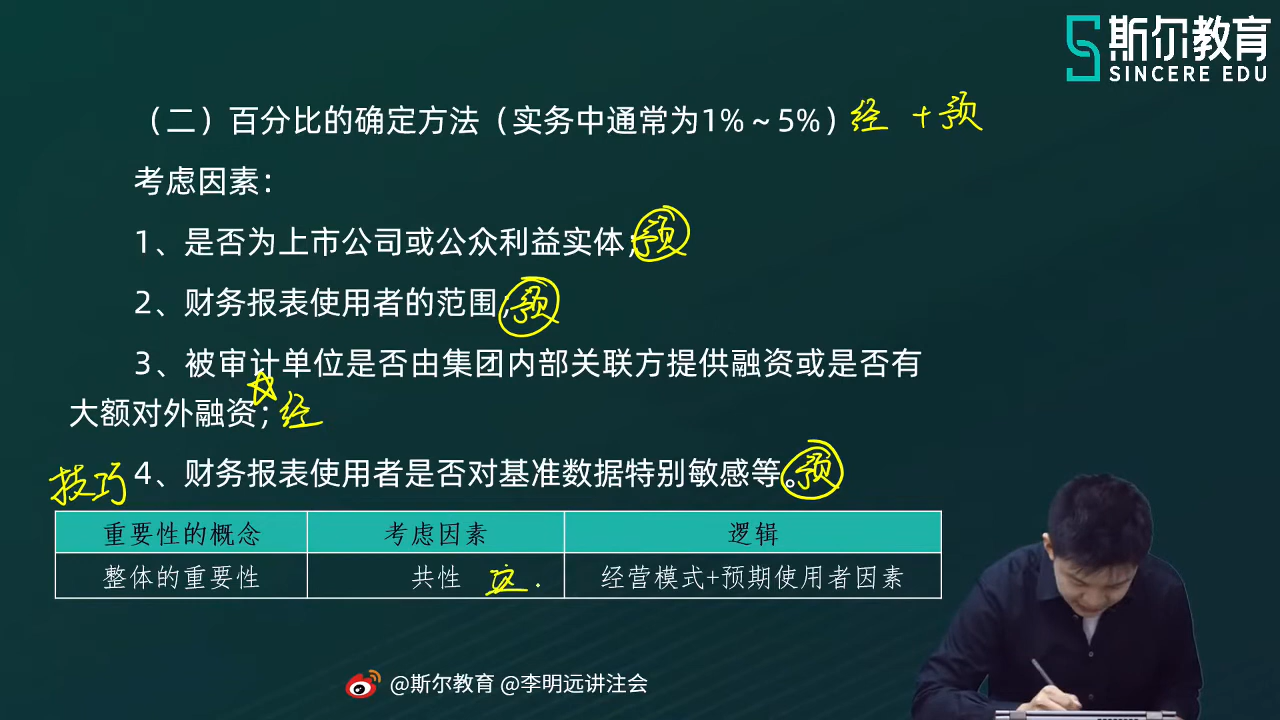 斯尔教育
SINCERE EDU
（二）百分比的确定方法（实务中通常为1%～5%）经 +预
考虑因素：
1、是否为上市公司或公众利益实体；预
2、财务报表使用者的范围；预
3、被审计单位是否由集团内部关联方提供融资或是否有
大额对外融资；经
技巧 4、财务报表使用者是否对基准数据特别敏感等。预
重要性的概念 考虑因素 逻辑
整体的重要性 共性 这. 经营模式+预期使用者因素
@斯尔教育 @李明远讲注会